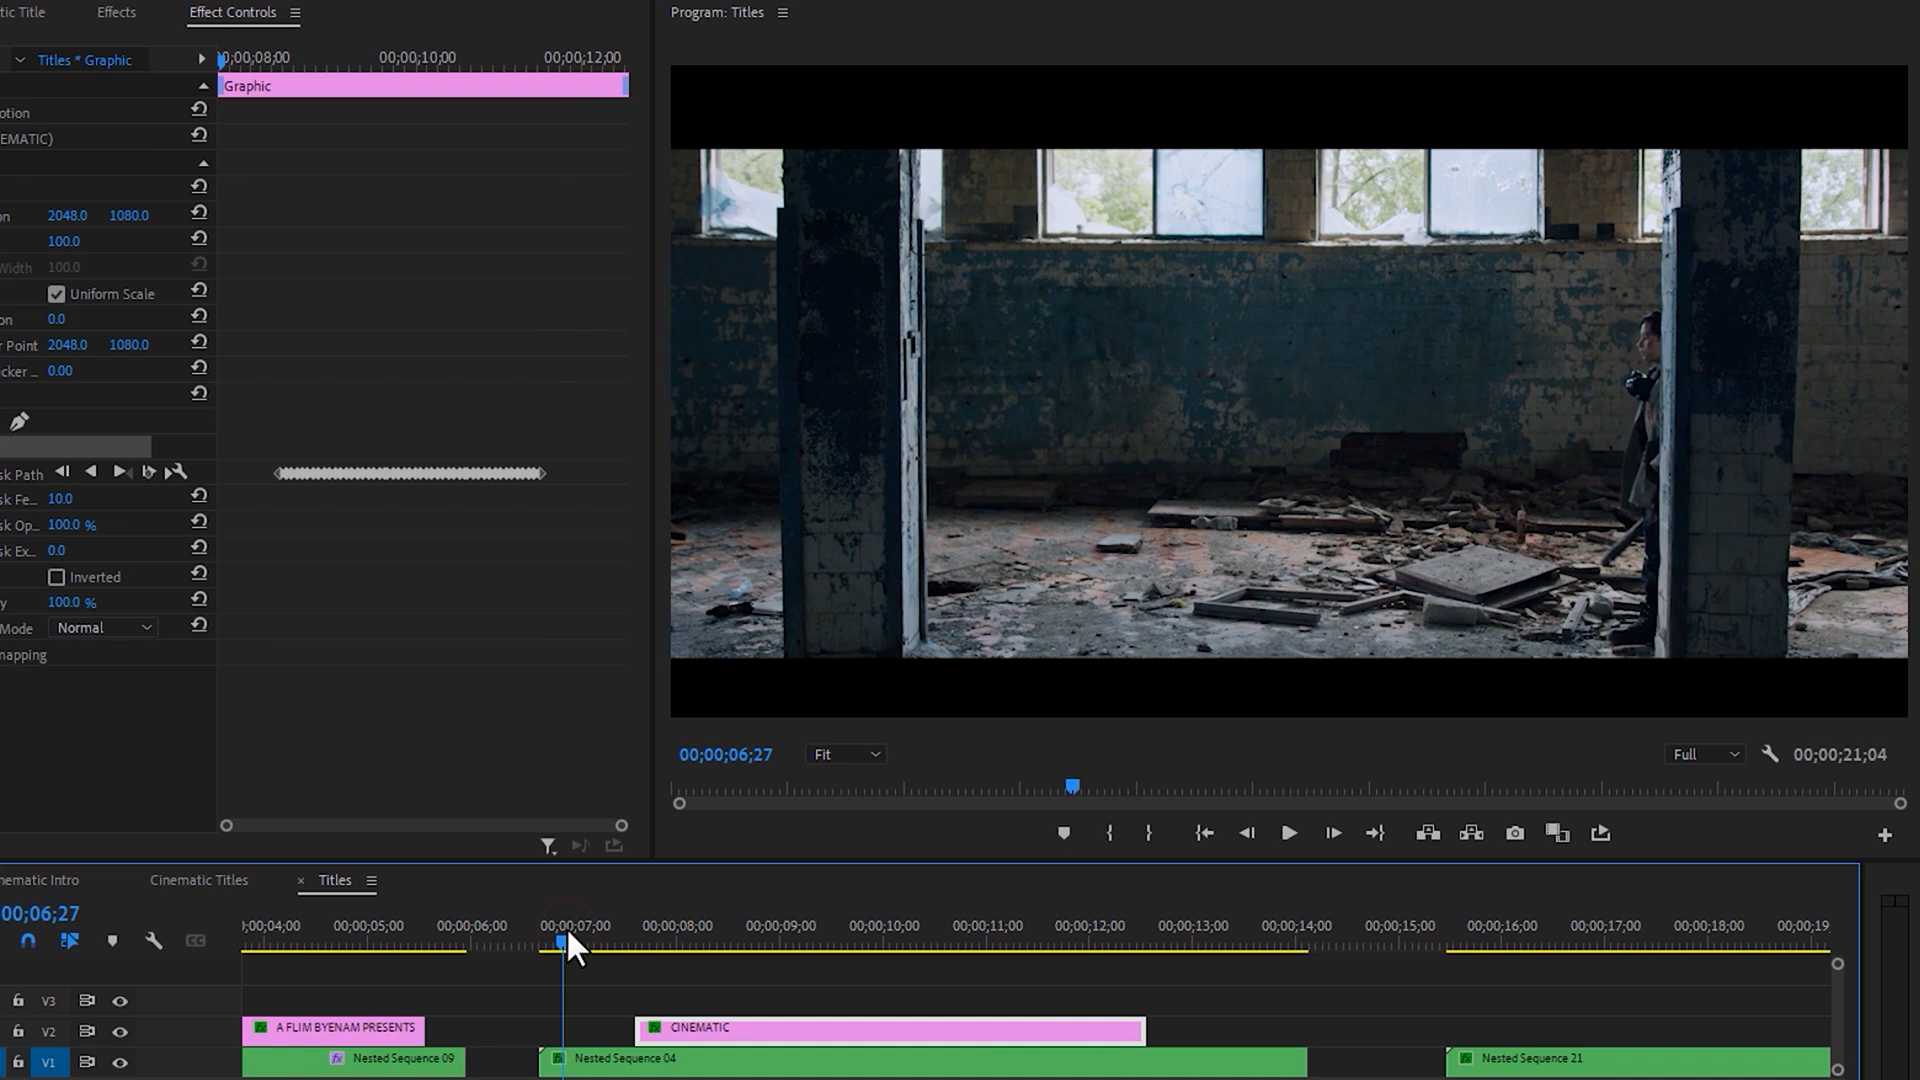 tic Title Effects Effect Controls
Program: Titles
Titles * Graphic
0;00;08;00 00;00;10;00 00;00;12;00
Graphic
otion
EMATIC)
on 2048.0 1080.0
100.0
Width 100.0
Uniform Scale
on 0.0
r Point 2048.0 1080.0
icker ... 0.00
sk Path
sk Fe... 10.0
sk Op... 100.0 %
sk Ex... 0.0
Inverted
y 100.0 %
Mode Normal
mapping
00;00;06;27 Fit Full 00;00;21;04
nematic Intro Cinematic Titles × Titles
00;06;27
;00;04;00 00;00;05;00 00;00;06;00 00;00;07;00 00;00;08;00 00;00;09;00 00;00;10;00 00;00;11;00 00;00;12;00 00;00;13;00 00;00;14;00 00;00;15;00 00;00;16;00 00;00;17;00 00;00;18;00 00;00;19
V3
V2 A FLIM BYENAM PRESENTS CINEMATIC
V1 fx Nested Sequence 09 Nested Sequence 04 Nested Sequence 21